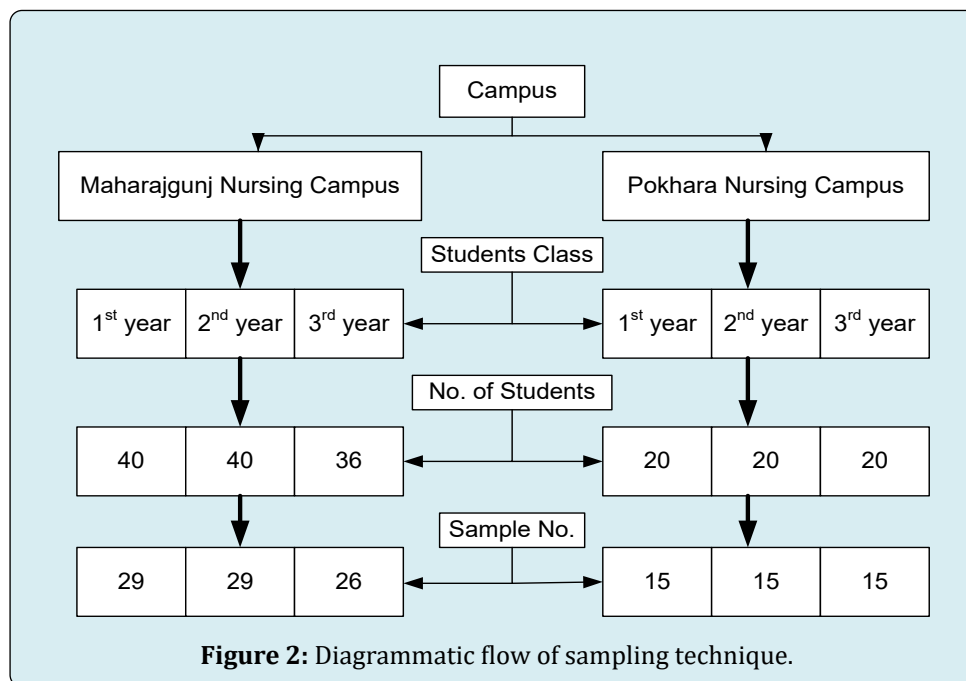 Campus
Maharajgunj Nursing Campus Pokhara Nursing Campus
Students Class
1st year 2nd year 3rd year 1st year 2nd year 3rd year
No. of Students
40 40 36 20 20 20
Sample No.
29 29 26 15 15 15
Figure 2: Diagrammatic flow of sampling technique.